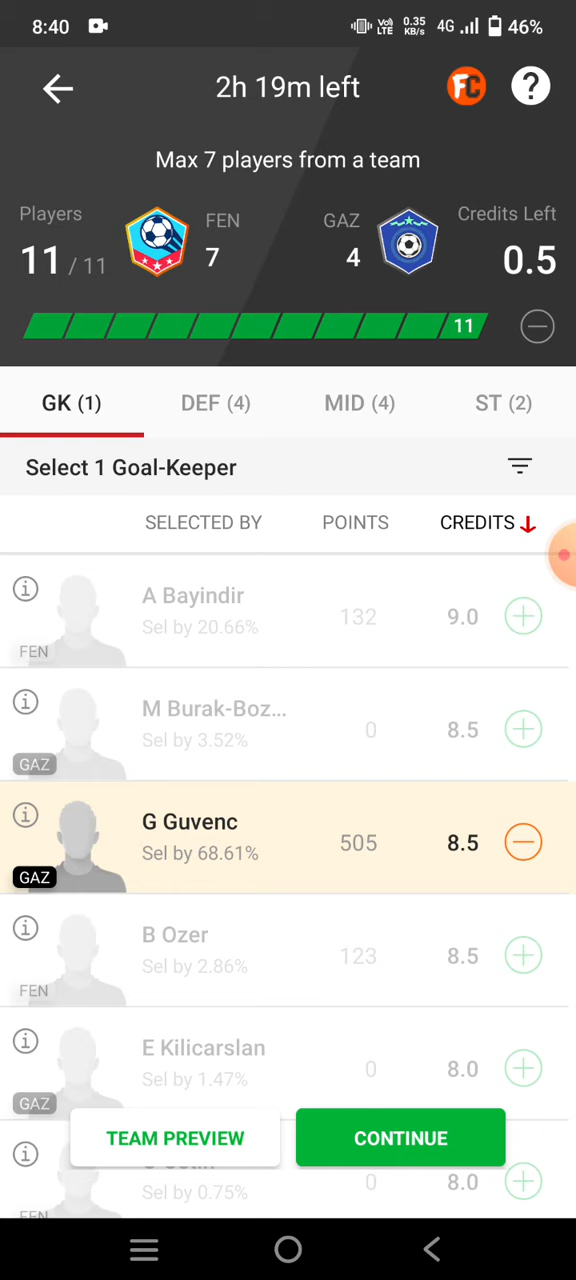 8:40 Vo) LTE 0.35 KB/s 4G 46%
2h 19m left FC ?
Max 7 players from a team
Players FEN GAZ Credits Left
11 / 11 7 4 0.5
11
GK (1) DEF (4) MID (4) ST (2)
Select 1 Goal-Keeper
SELECTED BY POINTS CREDITS
A Bayindir
Sel by 20.66% 132 9.0
FEN
M Burak-Boz...
Sel by 3.52% 0 8.5
GAZ
G Guvenc
Sel by 68.61% 505 8.5
GAZ
B Ozer
Sel by 2.86% 123 8.5
FEN
E Kilicarslan
Sel by 1.47% 0 8.0
GAZ
TEAM PREVIEW CONTINUE
Sel by 0.75% 0 8.0
FEN